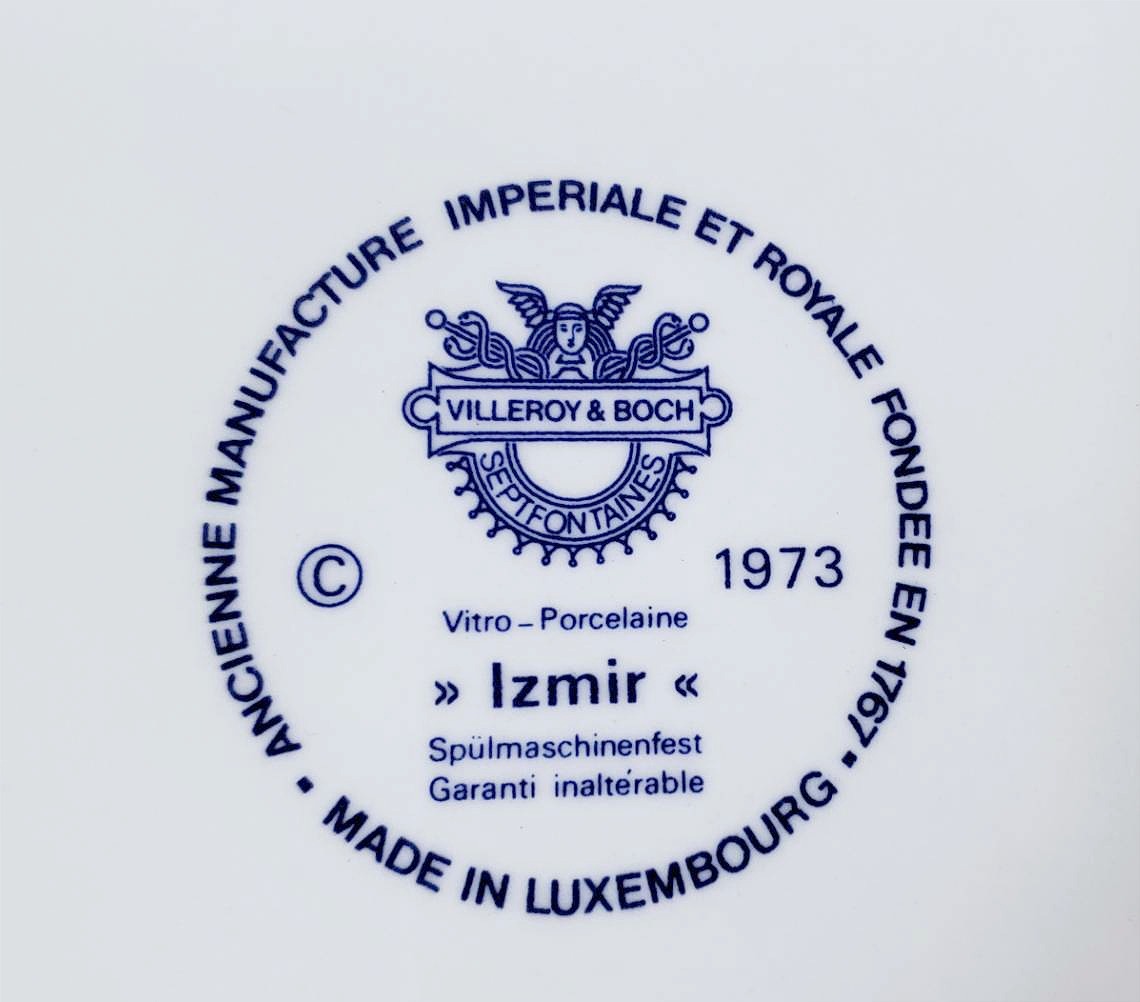 ANCIENNE MANUFACTURE IMPERIALE ET ROYALE FONDEE EN 1767 ▪
VILLEROY & BOCH
SEPTFONTAINES
© 1973
Vitro – Porcelaine
» Izmir «
Spülmaschinenfest
Garanti inaltérable
▪ MADE IN LUXEMBOURG